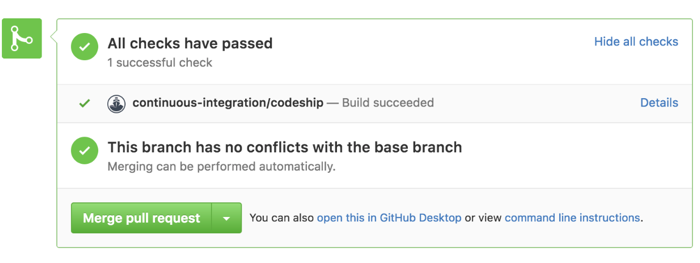 All checks have passed
Hide all checks
1 successful check
continuous-integration/codeship — Build succeeded
Details
This branch has no conflicts with the base branch
Merging can be performed automatically.
Merge pull request
You can also open this in GitHub Desktop or view command line instructions.